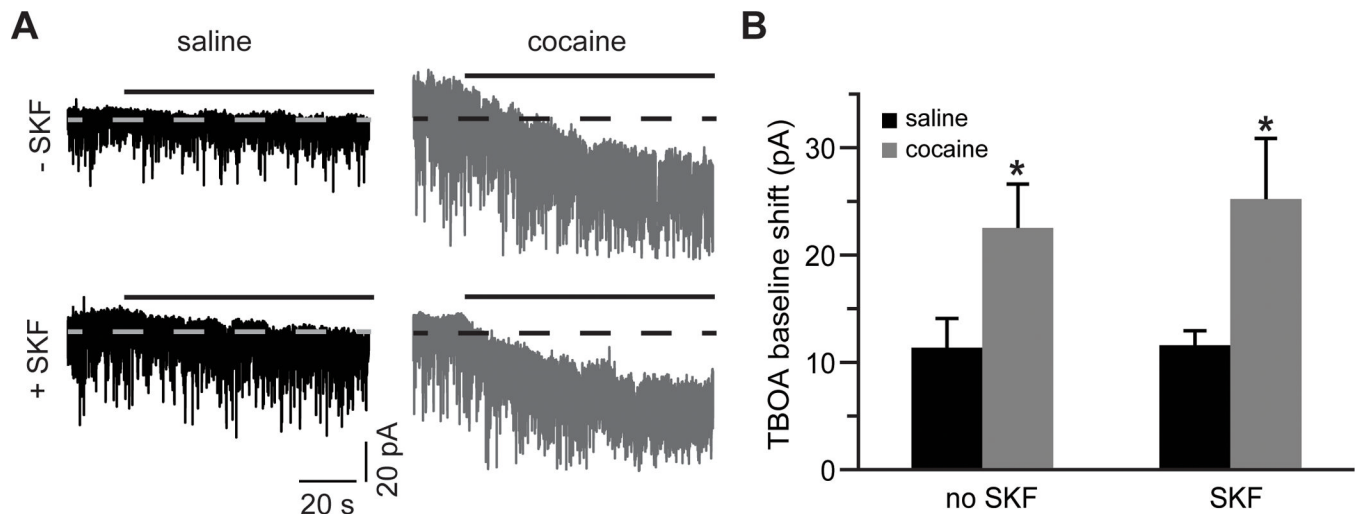 A
saline
cocaine
- SKF
+ SKF
20 pA
20 s
B
TBOA baseline shift (pA)
30
20
10
0
saline
cocaine
*
*
no SKF
SKF